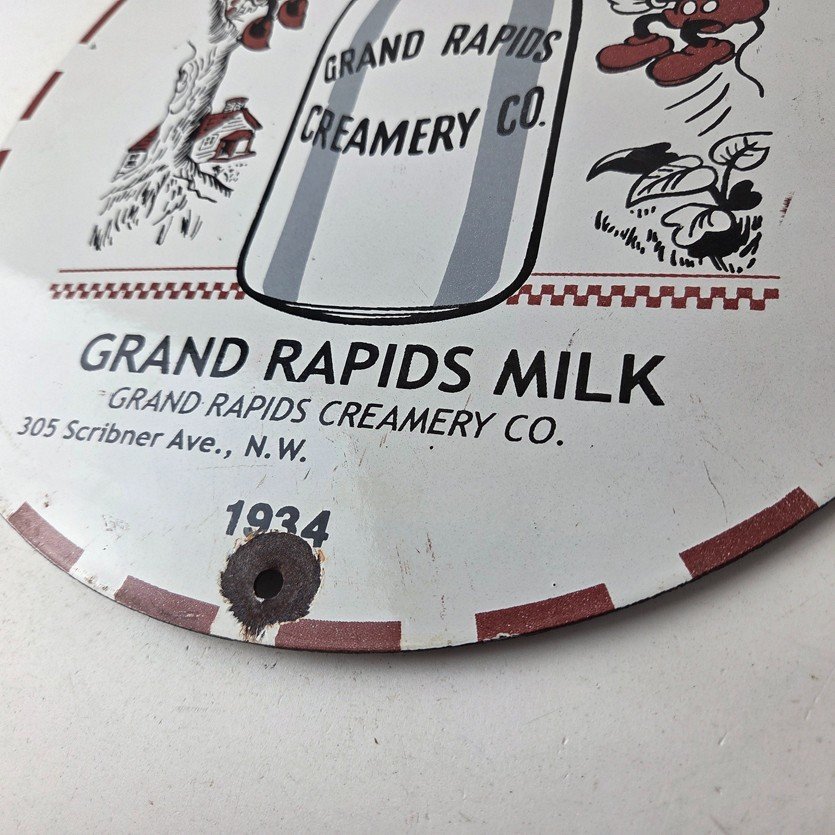 GRAND RAPIDS
CREAMERY CO.
GRAND RAPIDS MILK
GRAND RAPIDS CREAMERY CO.
305 Scribner Ave., N.W.
1934